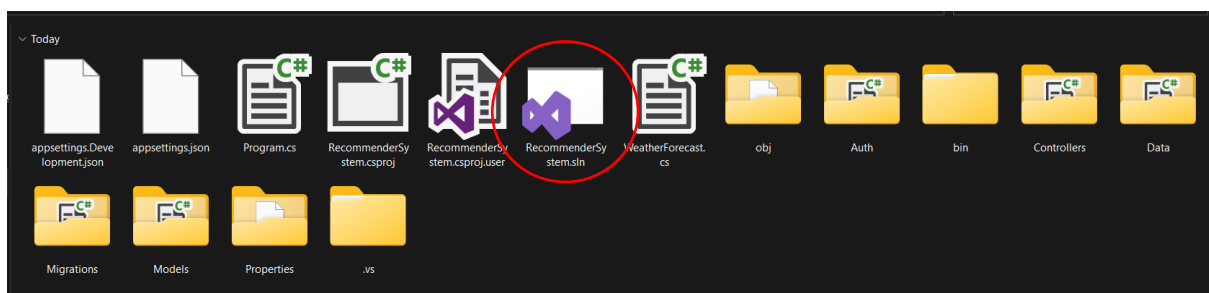 Today
appsettings.Deve
lopment.json
appsettings.json
Program.cs
RecommenderSy
stem.csproj
RecommenderSy
stem.csproj.user
RecommenderSy
stem.sln
WeatherForecast.
cs
obj
Auth
bin
Controllers
Data
Migrations
Models
Properties
.vs